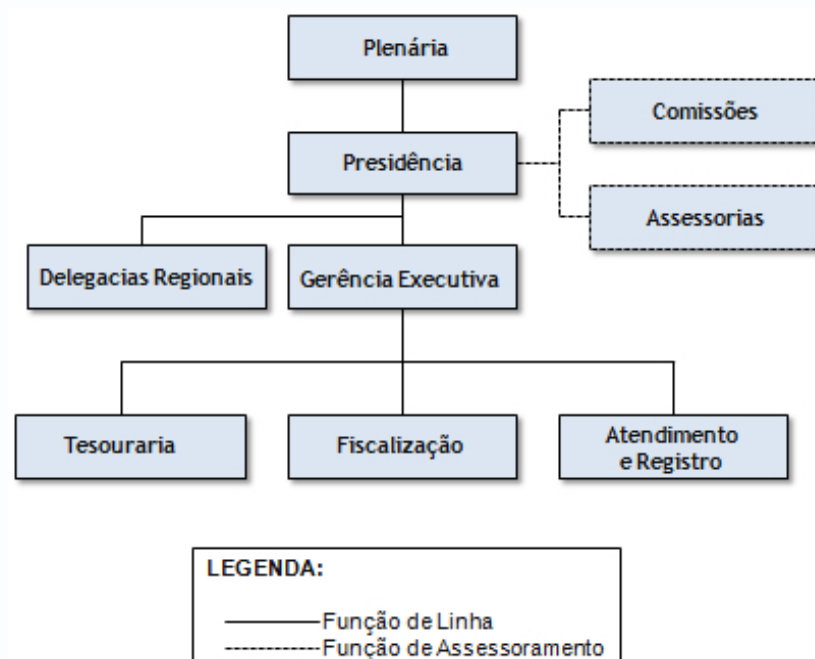 Plenária
Comissões
Presidência
Assessorias
Delegacias Regionais
Gerência Executiva
Tesouraria
Fiscalização
Atendimento
e Registro
LEGENDA:
Função de Linha
Função de Assessoramento